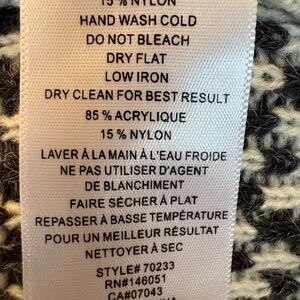 15% NYLON
HAND WASH COLD
DO NOT BLEACH
DRY FLAT
LOW IRON
DRY CLEAN FOR BEST RESULT
85% ACRYLIQUE
15% NYLON
LAVER À LA MAIN À L'EAU FROIDE
NE PAS UTILISER D'AGENT
DE BLANCHIMENT
FAIRE SÉCHER À PLAT
REPASSER À BASSE TEMPÉRATURE
POUR UN MEILLEUR RÉSULTAT
NETTOYER À SEC
STYLE# 70233
RN#146051
CA#07043